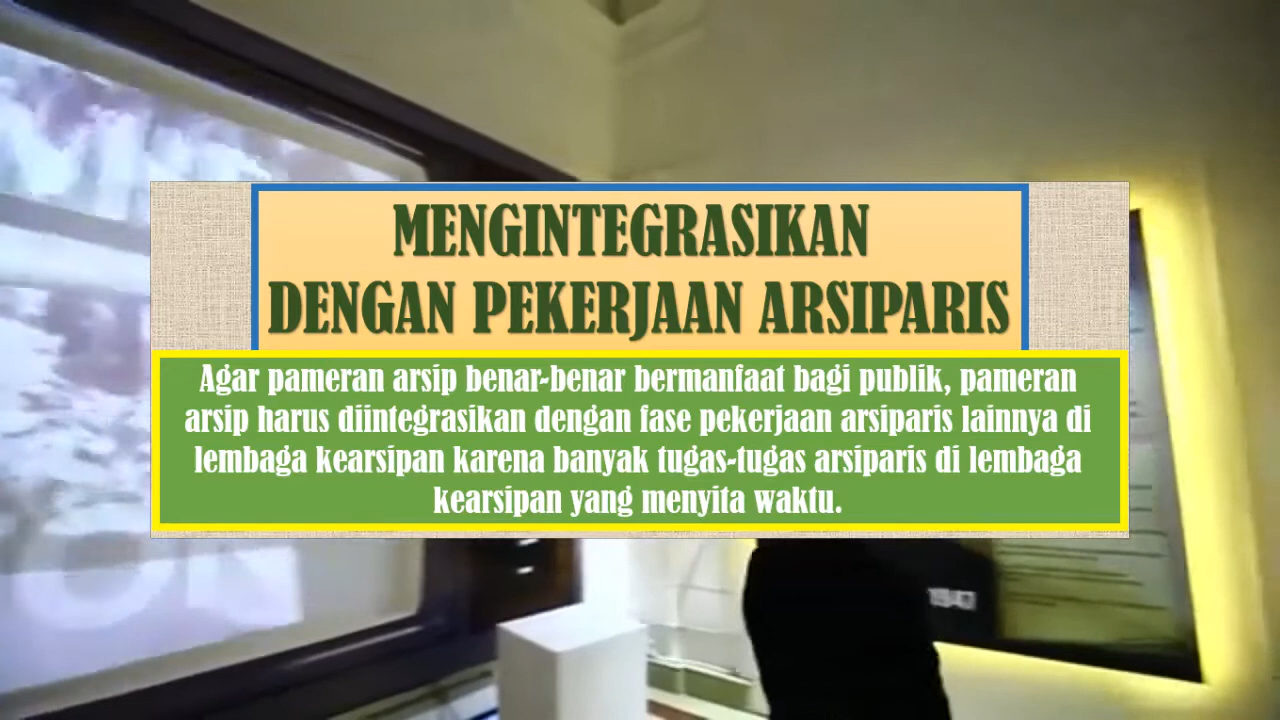 MENGINTEGRASIKAN
DENGAN PEKERJAAN ARSIPARIS
Agar pameran arsip benar-benar bermanfaat bagi publik, pameran
arsip harus diintegrasikan dengan fase pekerjaan arsiparis lainnya di
lembaga kearsipan karena banyak tugas-tugas arsiparis di lembaga
kearsipan yang menyita waktu.
1947